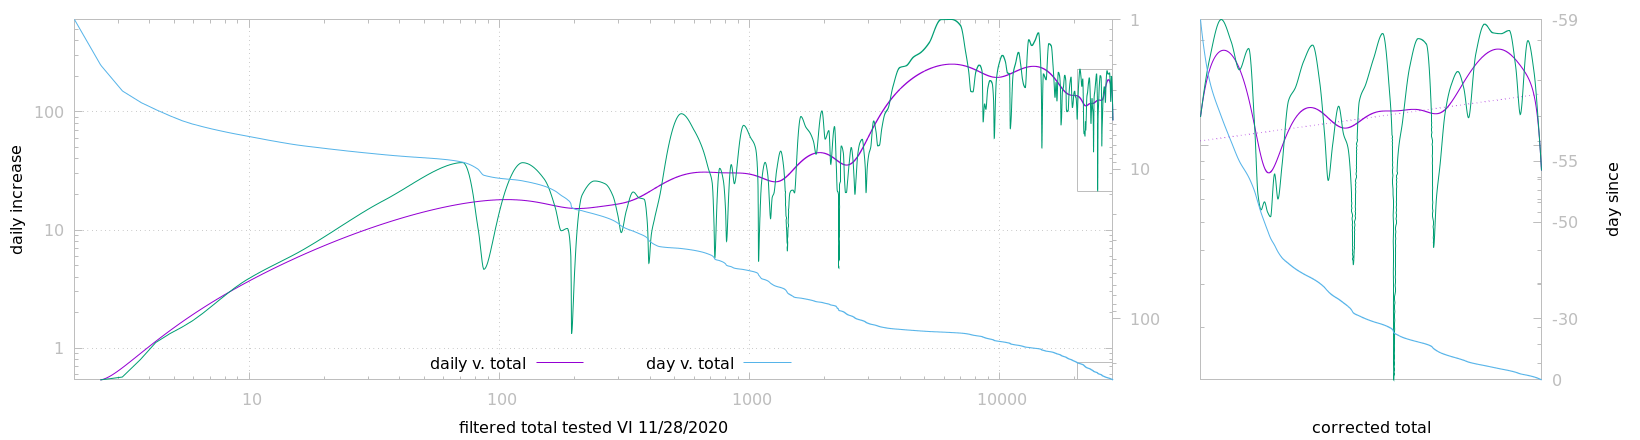 daily increase
100
10
1
10
100
1000
10000
1
10
100
daily v. total
day v. total
filtered total tested VI 11/28/2020
-59
-55
-50
-30
0
day since
corrected total